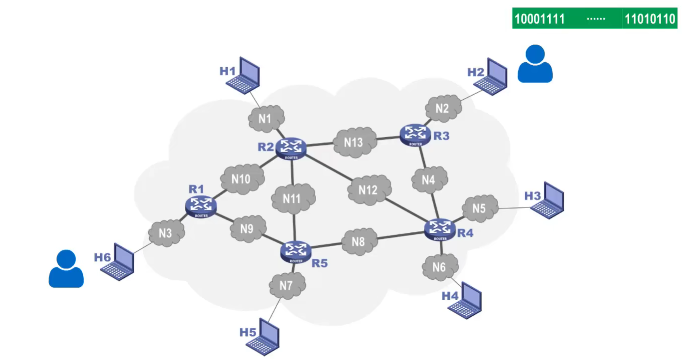 10001111 ...... 11010110
H1
H2
N1
N2
R2
N13
R3
N10
N12
N4
R1
N11
H3
N5
N3
N9
R4
H6
N8
R5
N6
N7
H4
H5